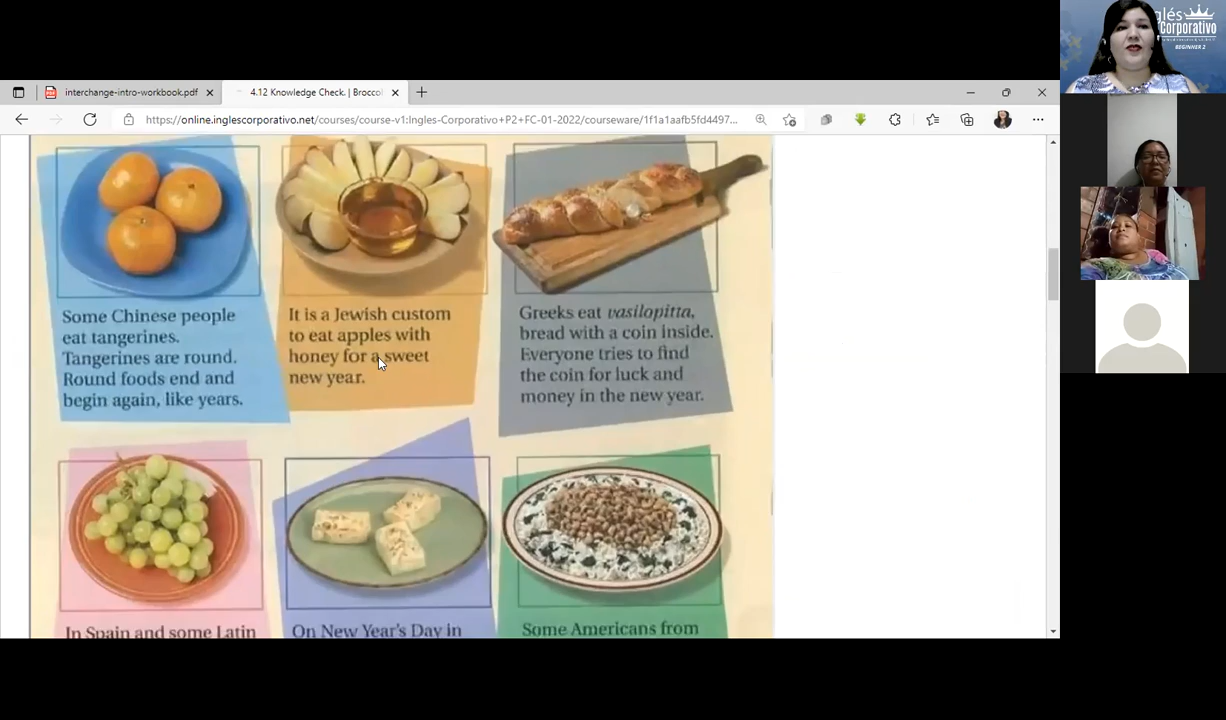 interchange-intro-workbook.pdf
4.12 Knowledge Check. | Broccol
https://online.inglescorporativo.net/courses/course-v1:Ingles-Corporativo+P2+FC-01-2022/courseware/1f1a1aafb5fd4497...
glés
Corporativo
BEGINNER 2
Some Chinese people
eat tangerines.
Tangerines are round.
Round foods end and
begin again, like years.
It is a Jewish custom
to eat apples with
honey for a sweet
new year.
Greeks eat vasilopitta,
bread with a coin inside.
Everyone tries to find
the coin for luck and
money in the new year.
In Spain and some Latin
On New Year's Day in
Some Americans from